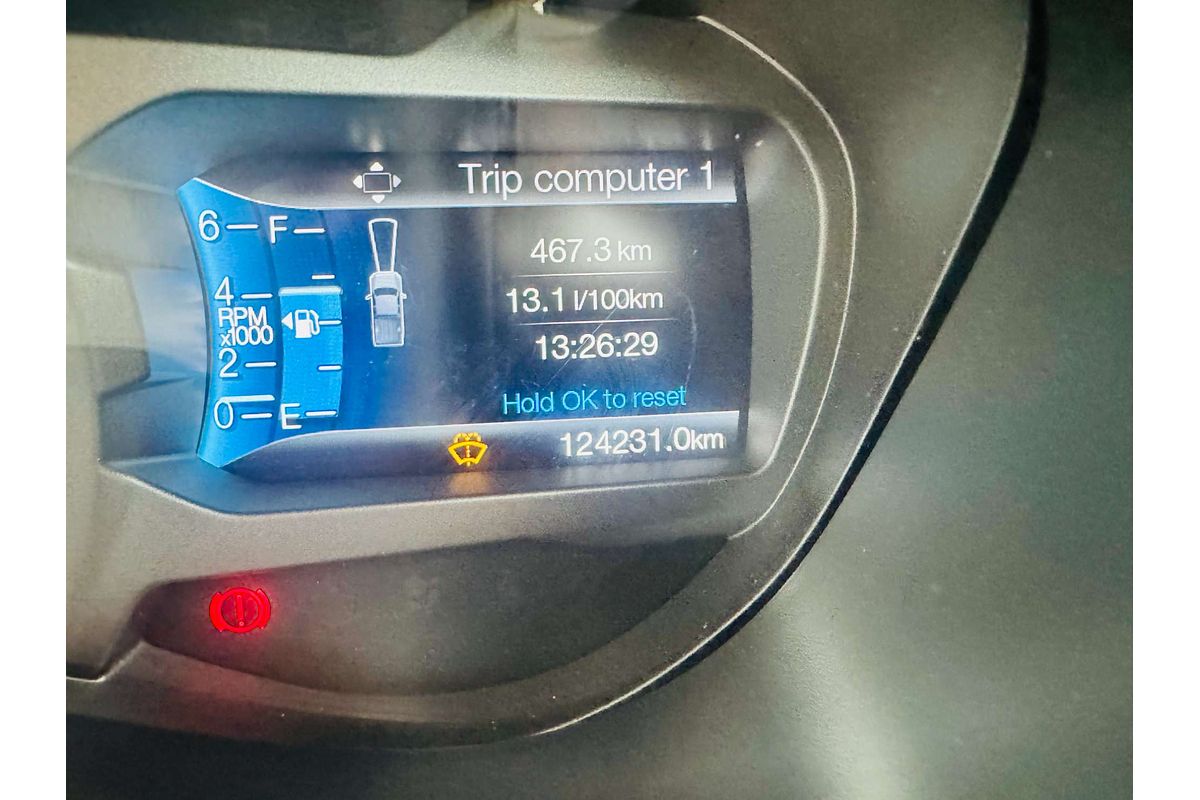 Trip computer 1
6 F
4
RPM
x1000
2
0 E
467.3 km
13.1 l/100km
13:26:29
Hold OK to reset
124231.0km